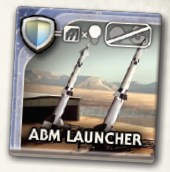 = x
ABM LAUNCHER